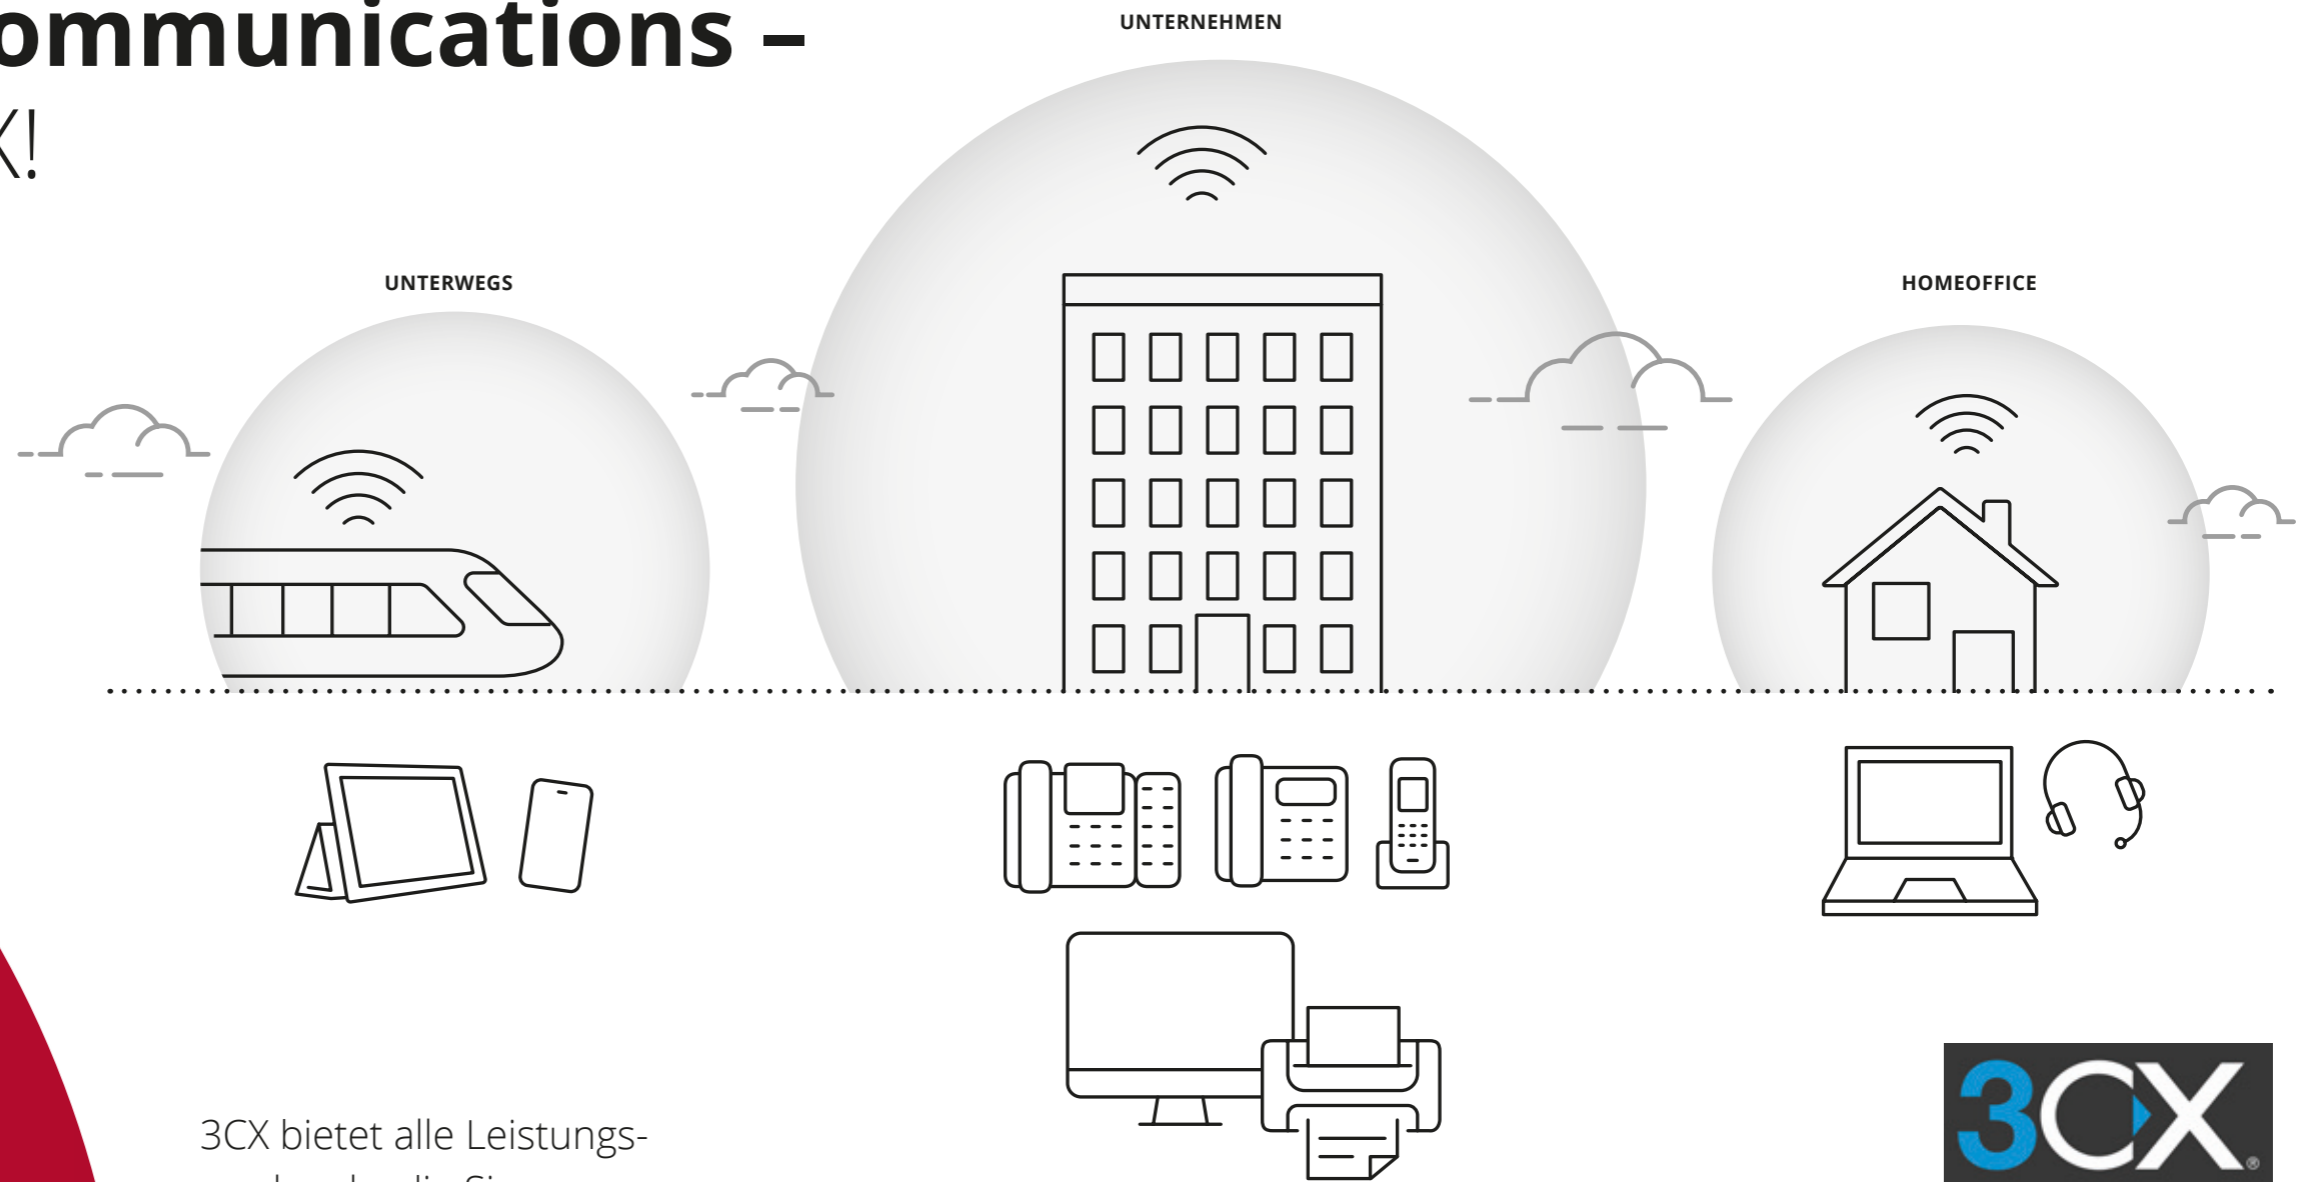 ommunications –
X!
UNTERNEHMEN
UNTERWEGS
HOMEOFFICE
3CX bietet alle Leistungs-
3CX®